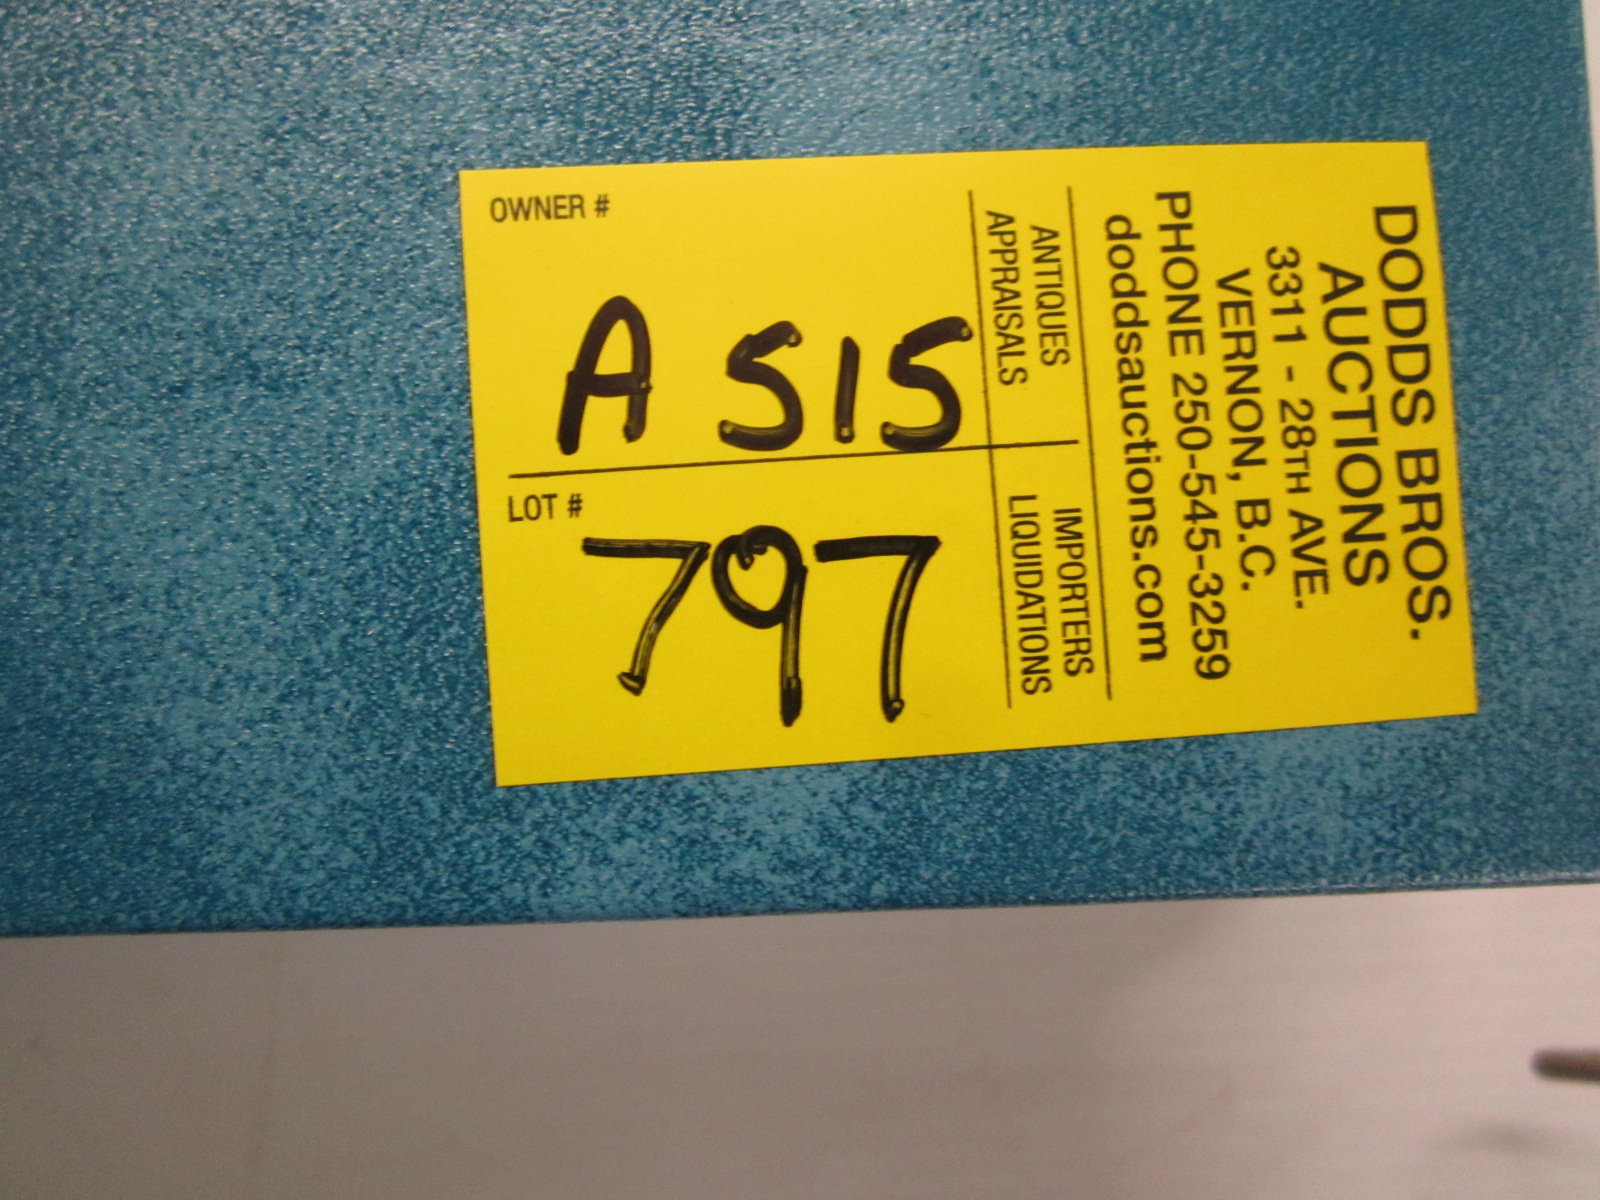 DODDS BROS.
AUCTIONS
3311 - 28TH AVE.
VERNON, B.C.
PHONE 250-545-3259
doddsauctions.com
ANTIQUES
APPRAISALS
IMPORTERS
LIQUIDATIONS
OWNER #
A SIS
LOT #
797